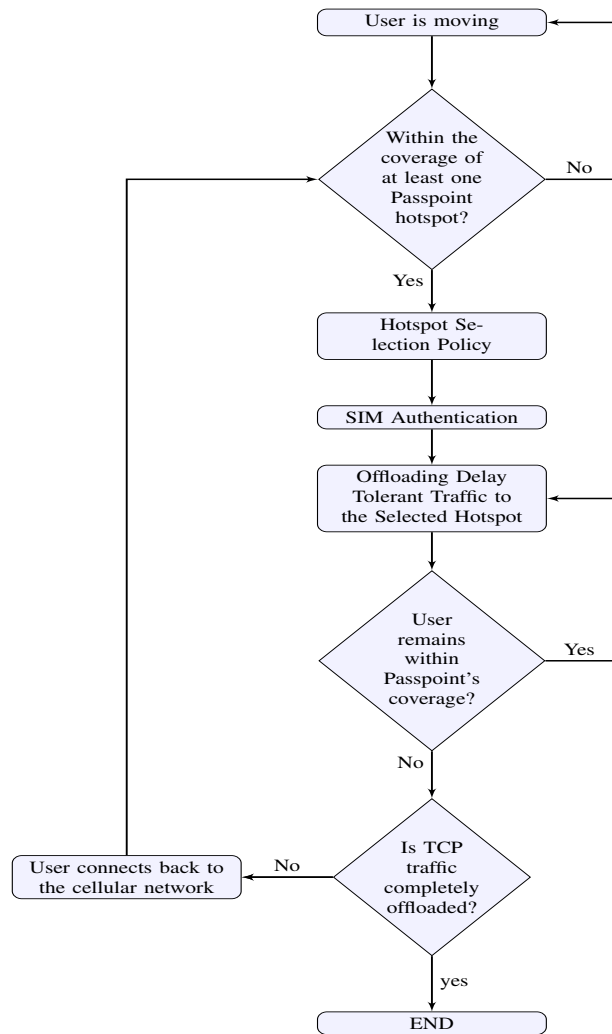 User is moving
Within the
coverage of
at least one
Passpoint
hotspot?
No
Yes
Hotspot Se-
lection Policy
SIM Authentication
Offloading Delay
Tolerant Traffic to
the Selected Hotspot
User
remains
within
Passpoint's
coverage?
Yes
No
Is TCP
traffic
completely
offloaded?
No
User connects back to
the cellular network
yes
END